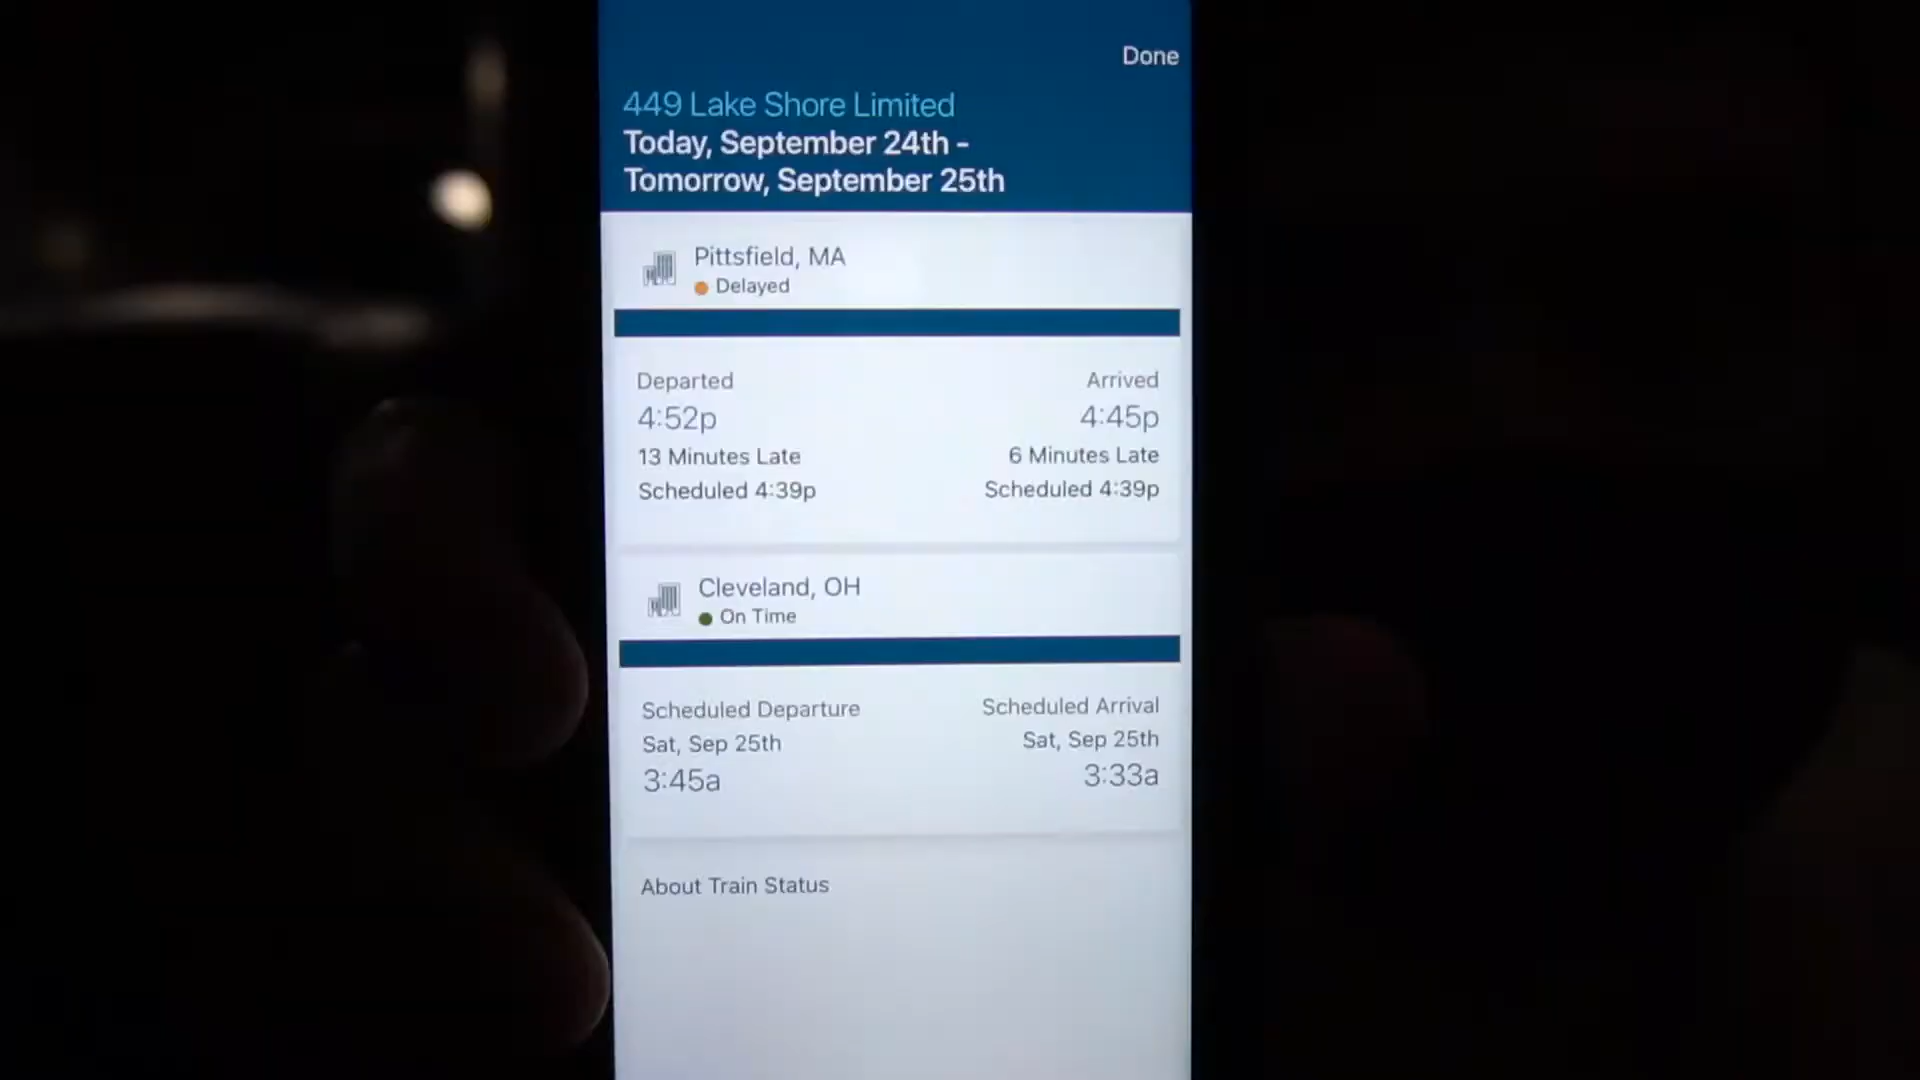 Done
449 Lake Shore Limited
Today, September 24th -
Tomorrow, September 25th
Pittsfield, MA
Delayed
Departed
Arrived
4:52p
4:45p
13 Minutes Late
6 Minutes Late
Scheduled 4:39p
Scheduled 4:39p
Cleveland, OH
On Time
Scheduled Departure
Scheduled Arrival
Sat, Sep 25th
Sat, Sep 25th
3:45a
3:33a
About Train Status